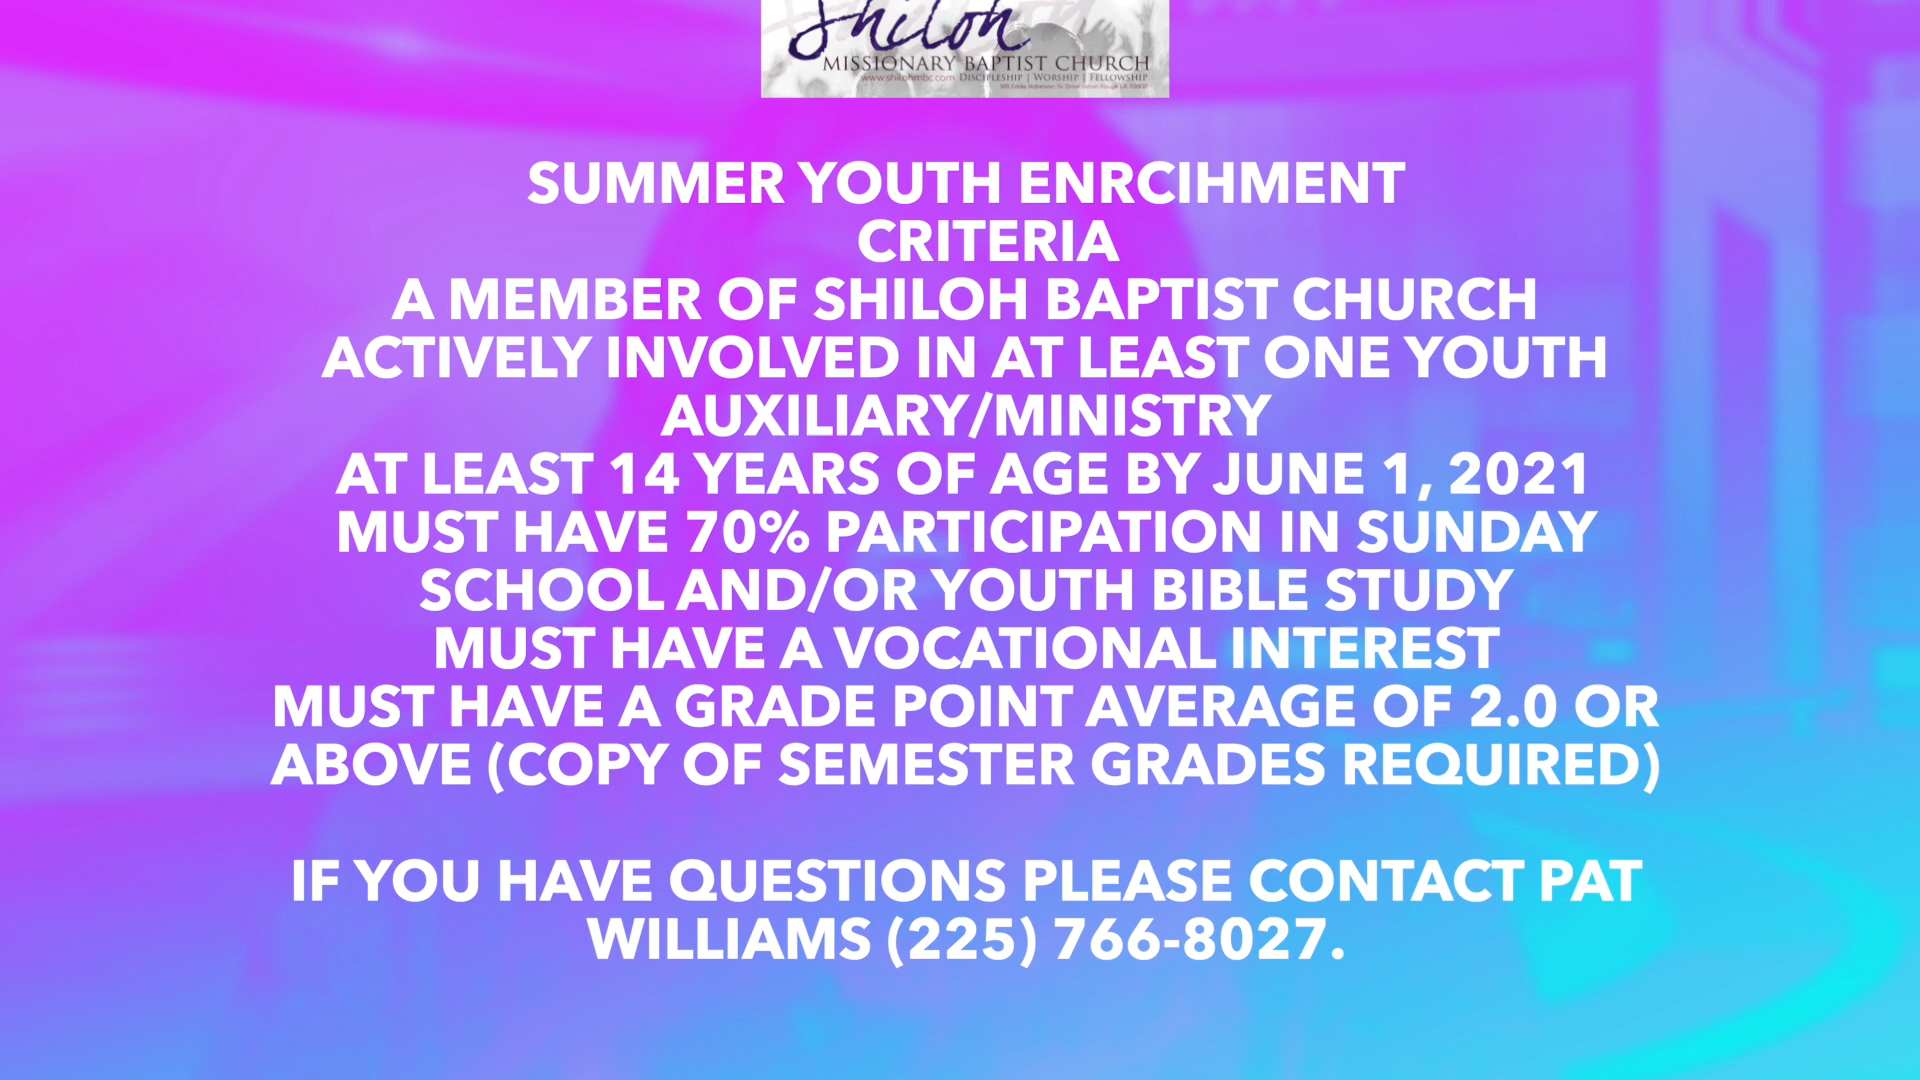 Shiloh
MISSIONARY BAPTIST CHURCH
www.shilohmbc.com DISCIPLESHIP | WORSHIP | FELLOWSHIP
SUMMER YOUTH ENRCIHMENT
CRITERIA
A MEMBER OF SHILOH BAPTIST CHURCH
ACTIVELY INVOLVED IN AT LEAST ONE YOUTH
AUXILIARY/MINISTRY
AT LEAST 14 YEARS OF AGE BY JUNE 1, 2021
MUST HAVE 70% PARTICIPATION IN SUNDAY
SCHOOL AND/OR YOUTH BIBLE STUDY
MUST HAVE A VOCATIONAL INTEREST
MUST HAVE A GRADE POINT AVERAGE OF 2.0 OR
ABOVE (COPY OF SEMESTER GRADES REQUIRED)
IF YOU HAVE QUESTIONS PLEASE CONTACT PAT
WILLIAMS (225) 766-8027.